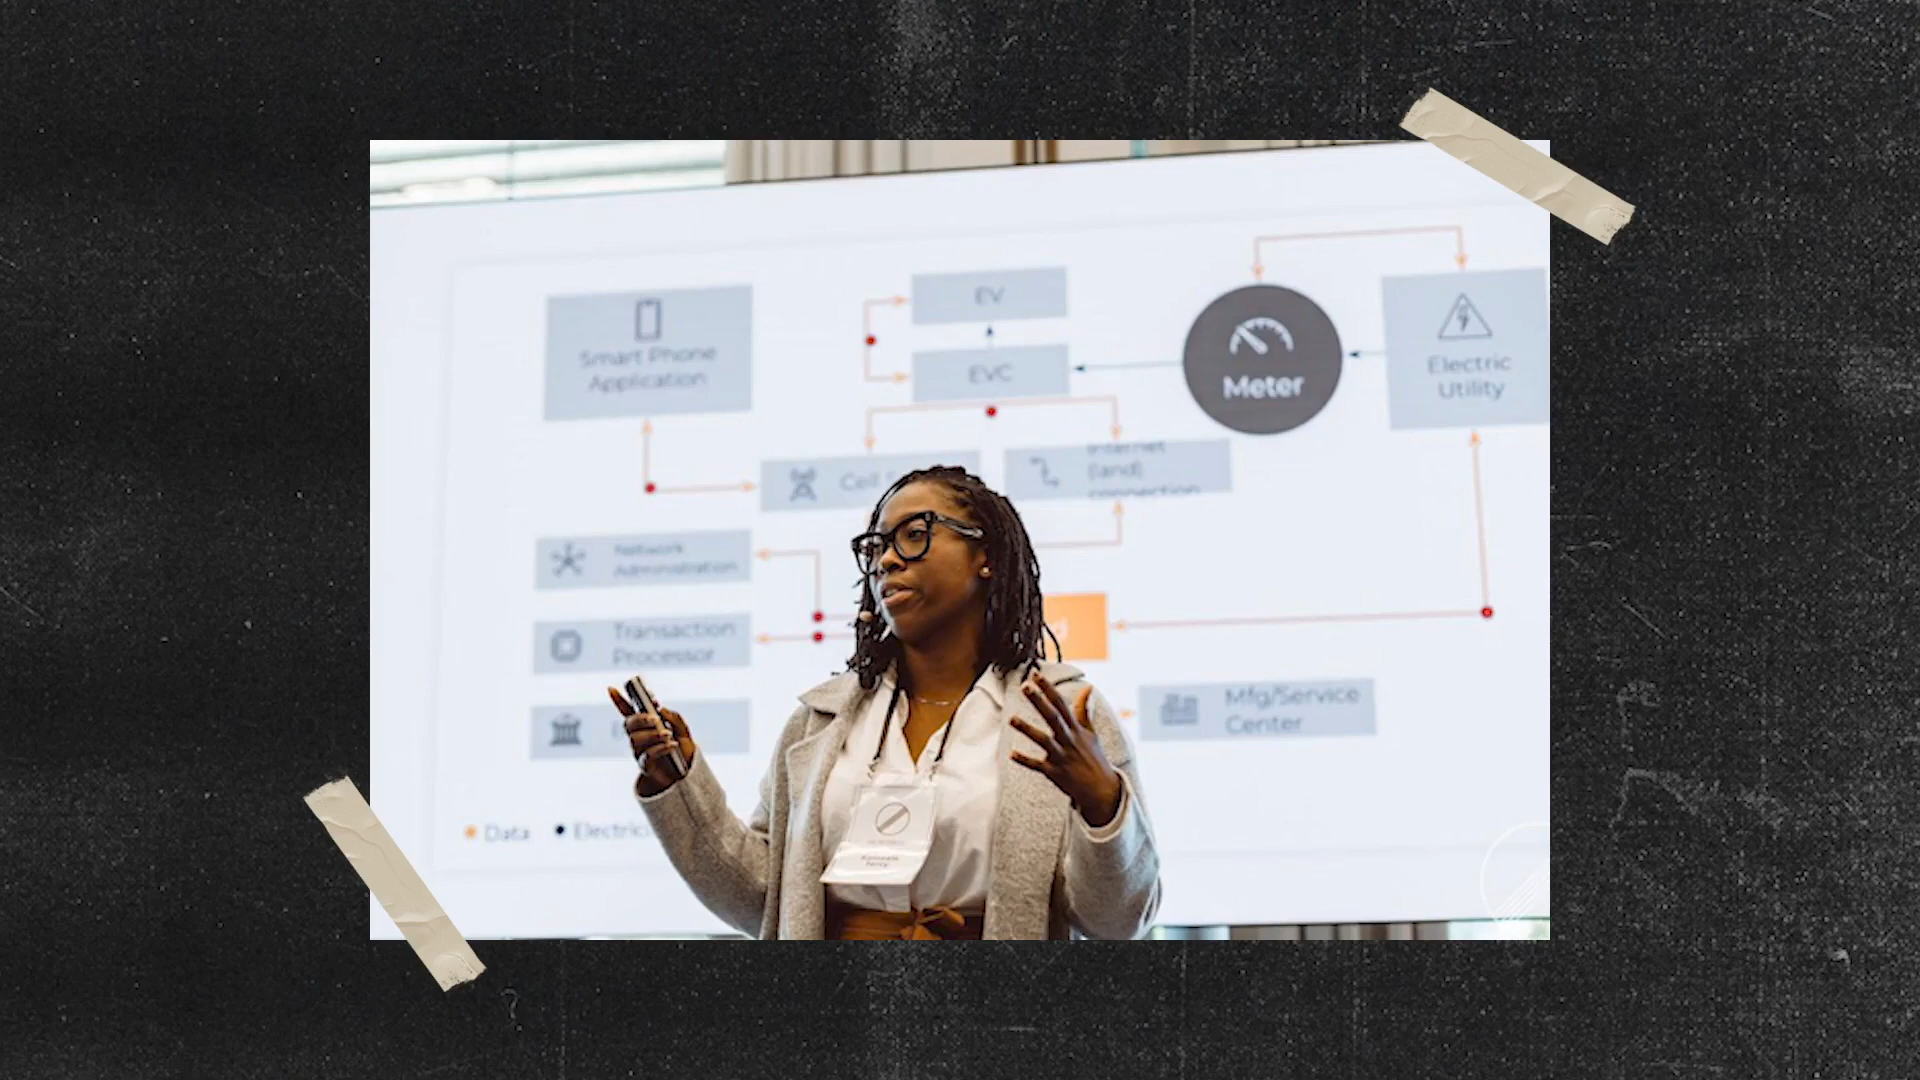 EV
Smart Phone
Application
EVC
Meter
Electric
Utility
Cell
Internet
(land)
connection
Network
Administration
Transaction
Processor
Mfg/Service
Center
Data